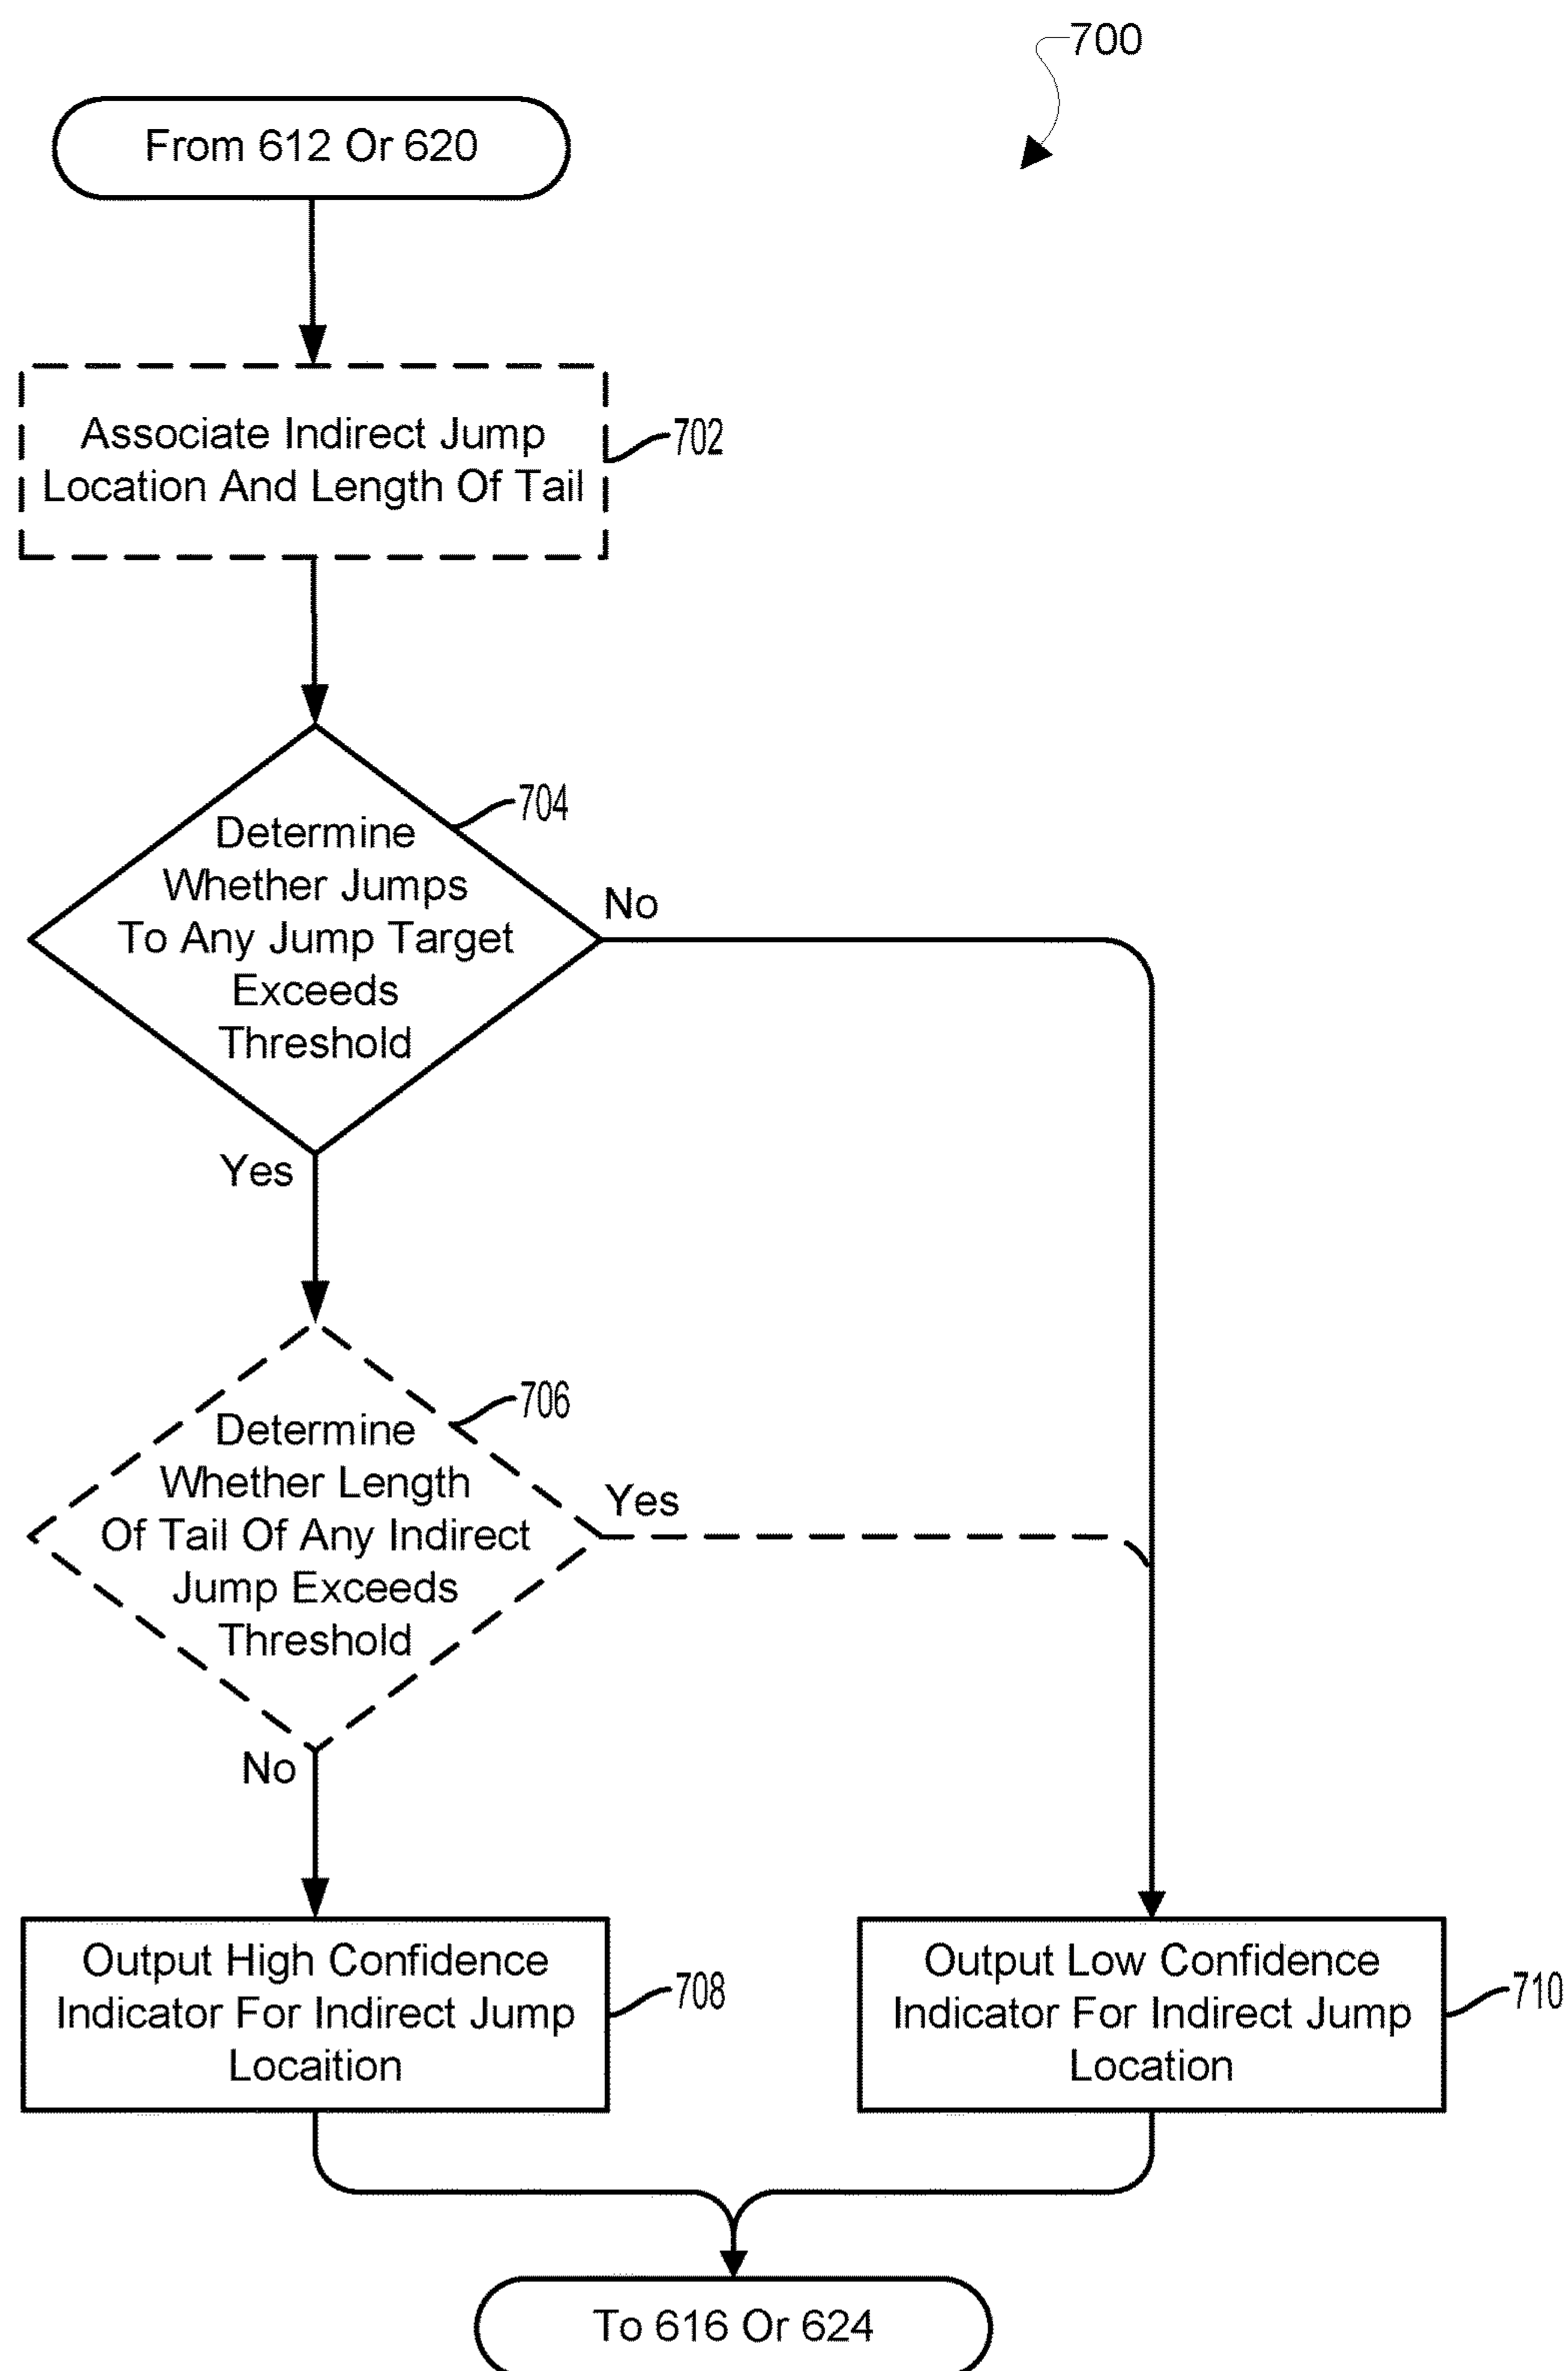 700
From 612 Or 620
Associate Indirect Jump
Location And Length Of Tail
702
704
Determine
Whether Jumps
To Any Jump Target
Exceeds
Threshold
No
Yes
706
Determine
Whether Length
Of Tail Of Any Indirect
Jump Exceeds
Threshold
Yes
No
Output High Confidence
Indicator For Indirect Jump
Locaition
708
Output Low Confidence
Indicator For Indirect Jump
Location
710
To 616 Or 624